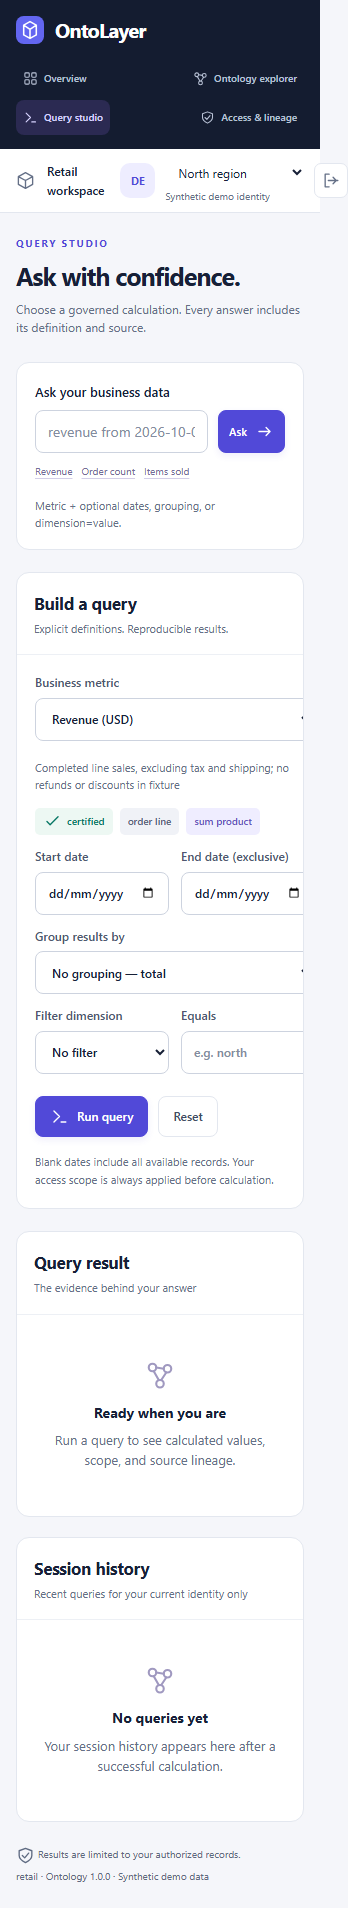 OntoLayer
Overview
Ontology explorer
Query studio
Access & lineage
Retail workspace
DE
North region
Synthetic demo identity
QUERY STUDIO
Ask with confidence.
Choose a governed calculation. Every answer includes
its definition and source.
Ask your business data
revenue from 2026-10-0
Ask
Revenue Order count Items sold
Metric + optional dates, grouping, or
dimension=value.
Build a query
Explicit definitions. Reproducible results.
Business metric
Revenue (USD)
Completed line sales, excluding tax and shipping; no
refunds or discounts in fixture
certified order line sum product
Start date End date (exclusive)
dd/mm/yyyy dd/mm/yyyy
Group results by
No grouping — total
Filter dimension Equals
No filter e.g. north
Run query Reset
Blank dates include all available records. Your
access scope is always applied before calculation.
Query result
The evidence behind your answer
Ready when you are
Run a query to see calculated values,
scope, and source lineage.
Session history
Recent queries for your current identity only
No queries yet
Your session history appears here after a
successful calculation.
Results are limited to your authorized records.
retail · Ontology 1.0.0 · Synthetic demo data